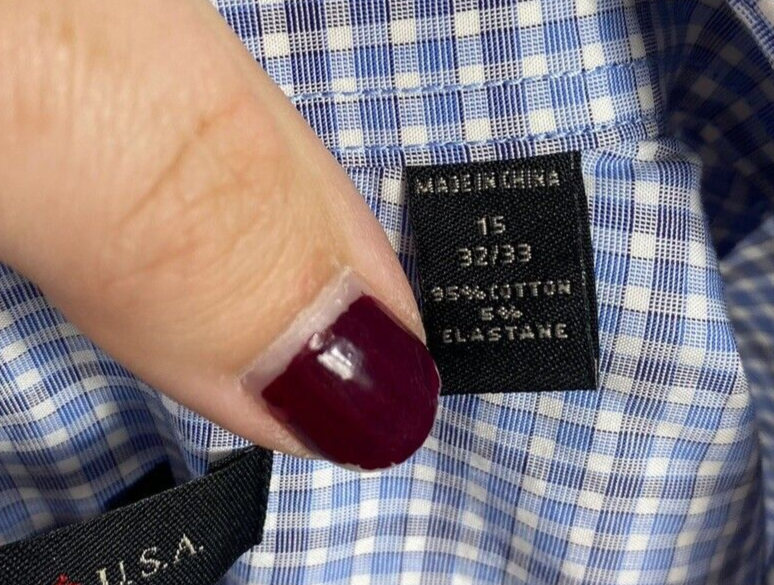 MADE IN CHINA
15
32/33
95% COTTON
5%
ELASTANE
U.S.A.